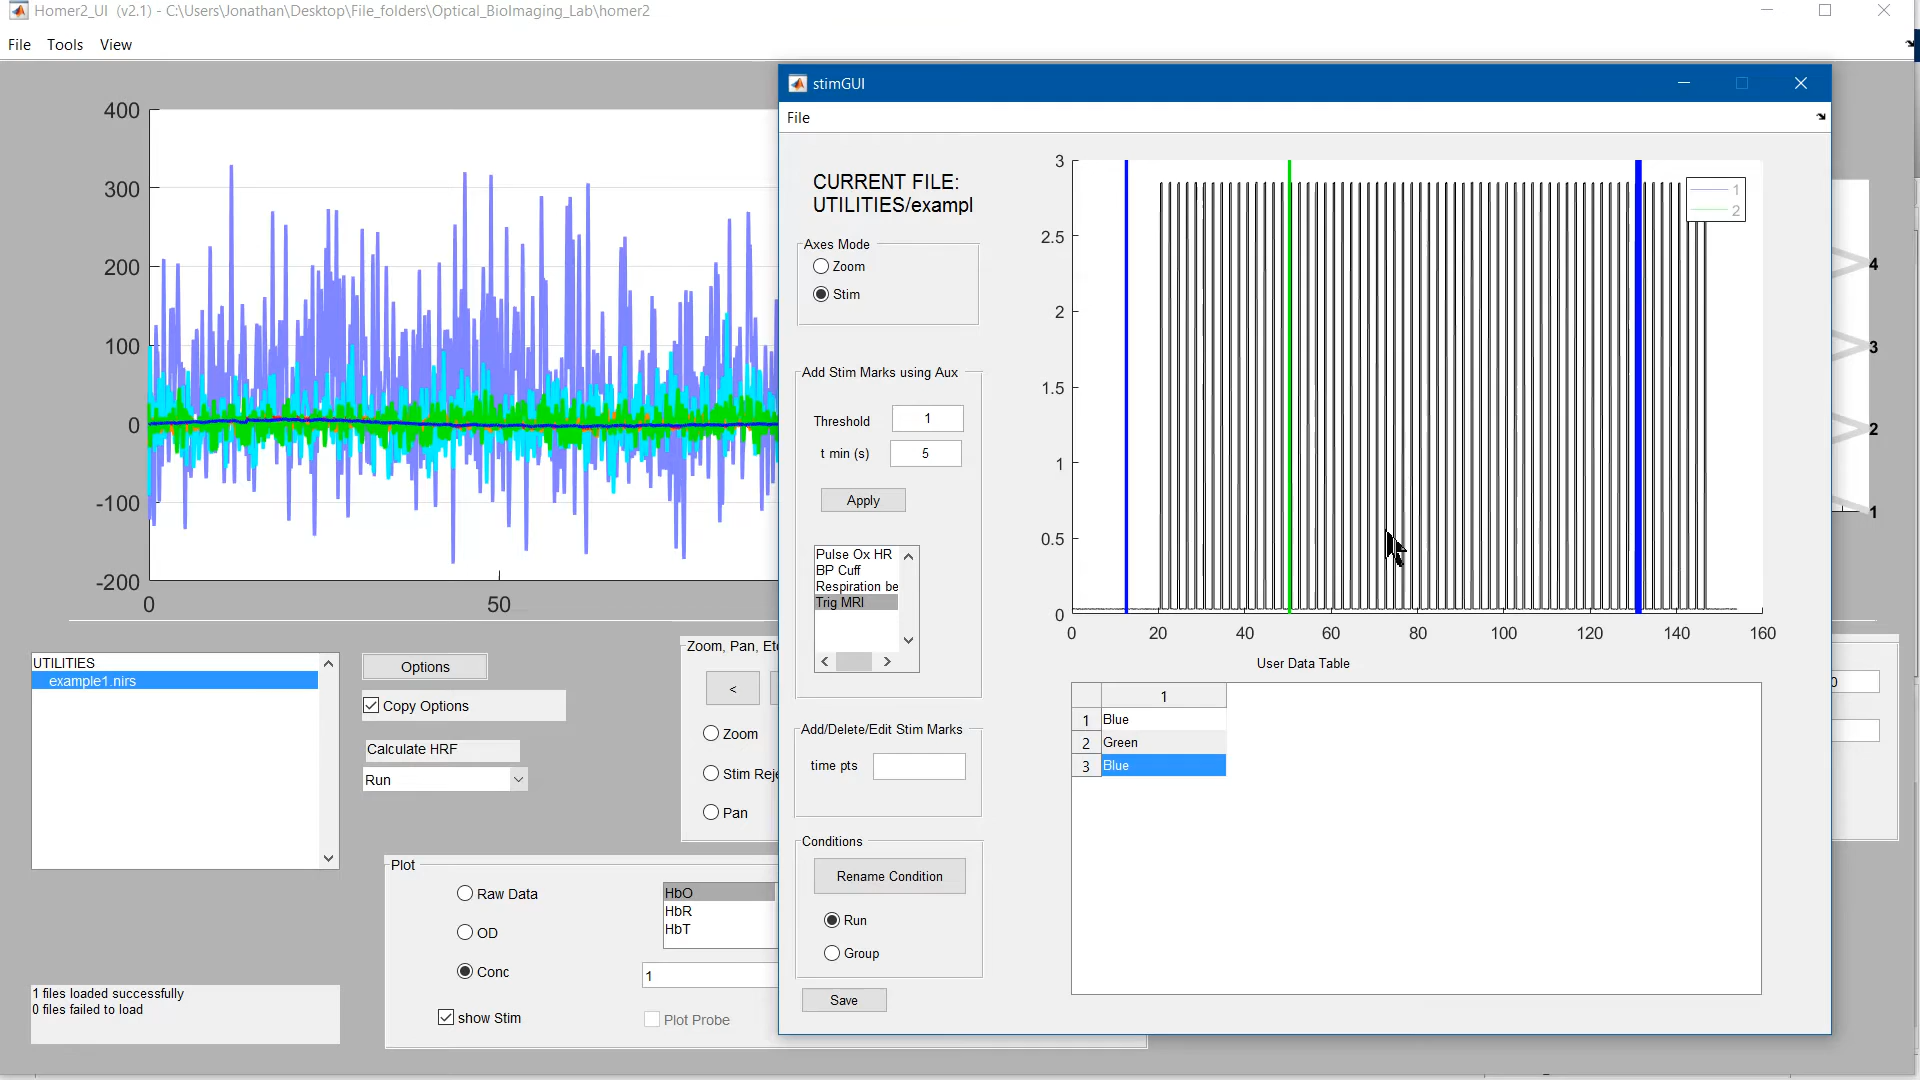 Homer2_UI (v2.1) - C:\Users\Jonathan\Desktop\File_folders\Optical_BioImaging_Lab\homer2
File Tools View
400
300
200
100
0
-100
-200
0
50
UTILITIES
example1.nirs
Options
Copy Options
Calculate HRF
Run
1 files loaded successfully
0 files failed to load
Zoom, Pan,
<
Zoom
Stim
Pan
Plot
Raw Data
OD
Conc
show Stim
HbO
HbR
HbT
1
Plot Probe
stimGUI
File
CURRENT FILE:
UTILITIES/exampl
Axes Mode
Zoom
Stim
Add Stim Marks using Aux
Threshold 1
t min (s) 5
Apply
Pulse Ox HR
BP Cuff
Respiration be
Trig MRI
Add/Delete/Edit Stim Marks
time pts
Conditions
Rename Condition
Run
Group
Save
3
2.5
2
1.5
1
0.5
0
0 20 40 60 80 100 120 140 160
1
2
User Data Table
1
1 Blue
2 Green
3 Blue
4
3
2
1
0